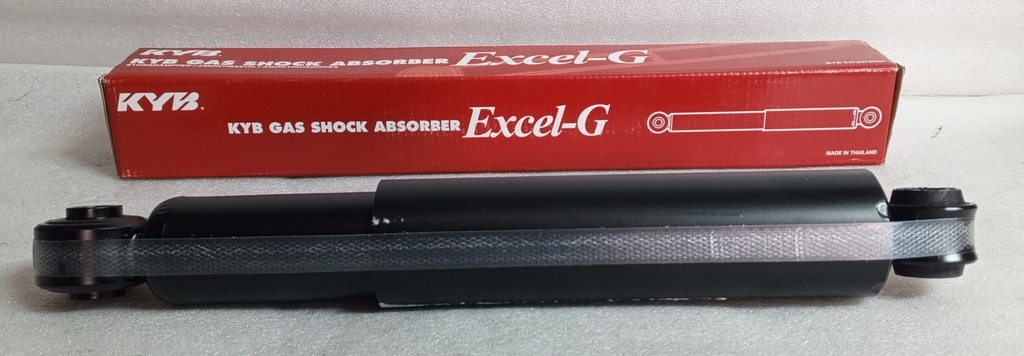 KYB
KYB GAS SHOCK ABSORBER Excel-G
KYB.
KYB GAS SHOCK ABSORBER Excel-G
MADE IN THAILAND